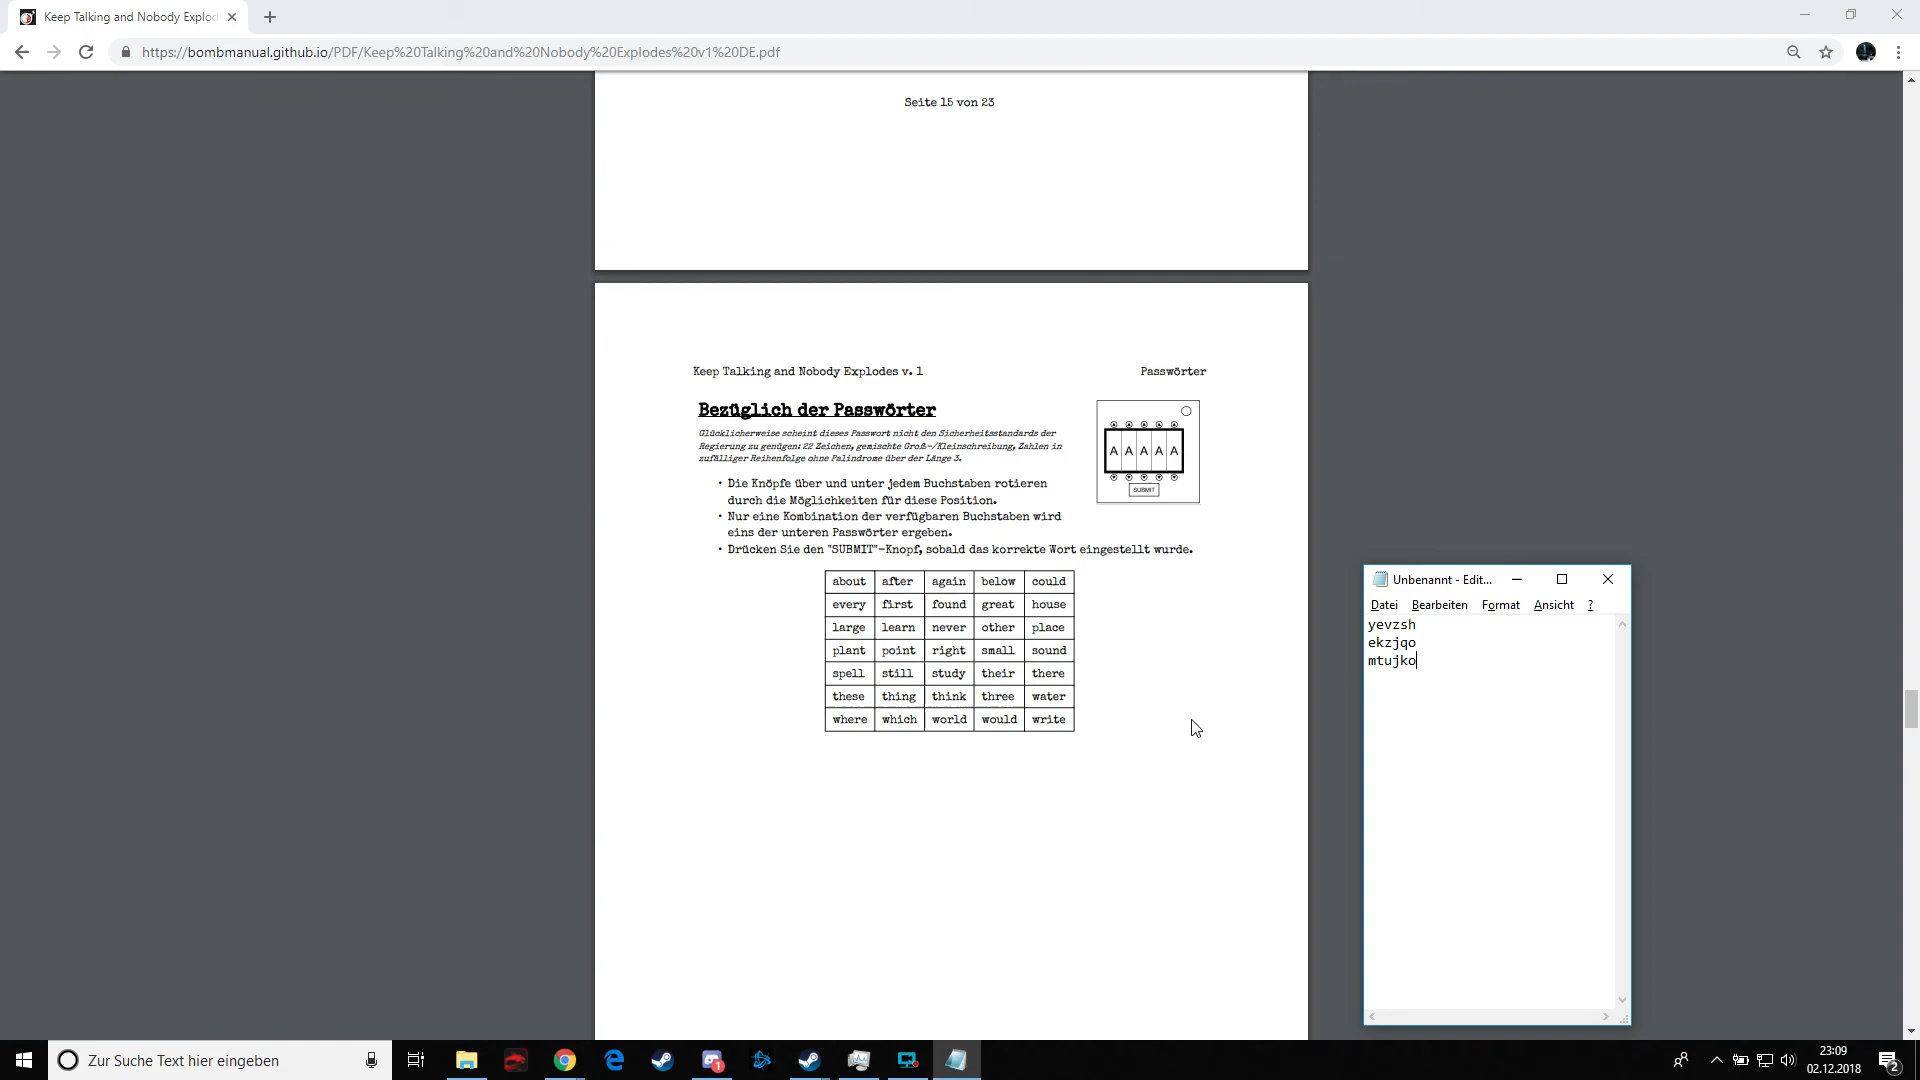 Keep Talking and Nobody Explod
https://bombmanual.github.io/PDF/Keep%20Talking%20and%20Nobody%20Explodes%20v1%20DE.pdf
Seite 15 von 23
Keep Talking and Nobody Explodes v. 1
Passwörter
Bezüglich der Passwörter
Glücklicherweise scheint dieses Passwort nicht den Sicherheitsstandards der
Regierung zu genügen: 22 Zeichen, gemischte Groß-/Kleinschreibung, Zahlen in
zufälliger Reihenfolge ohne Palindrome über der Länge 3.
A A A A A
SUBMIT
• Die Knöpfe über und unter jedem Buchstaben rotieren
durch die Möglichkeiten für diese Position.
• Nur eine Kombination der verfügbaren Buchstaben wird
eins der unteren Passwörter ergeben.
• Drücken Sie den "SUBMIT"-Knopf, sobald das korrekte Wort eingestellt wurde.
about after again below could
every first found great house
large learn never other place
plant point right small sound
spell still study their there
these thing think three water
where which world would write
Unbenannt - Edit...
Datei Bearbeiten Format Ansicht ?
yevzsh
ekzjqo
mtujko
Zur Suche Text hier eingeben
1
23:09
02.12.2018
2